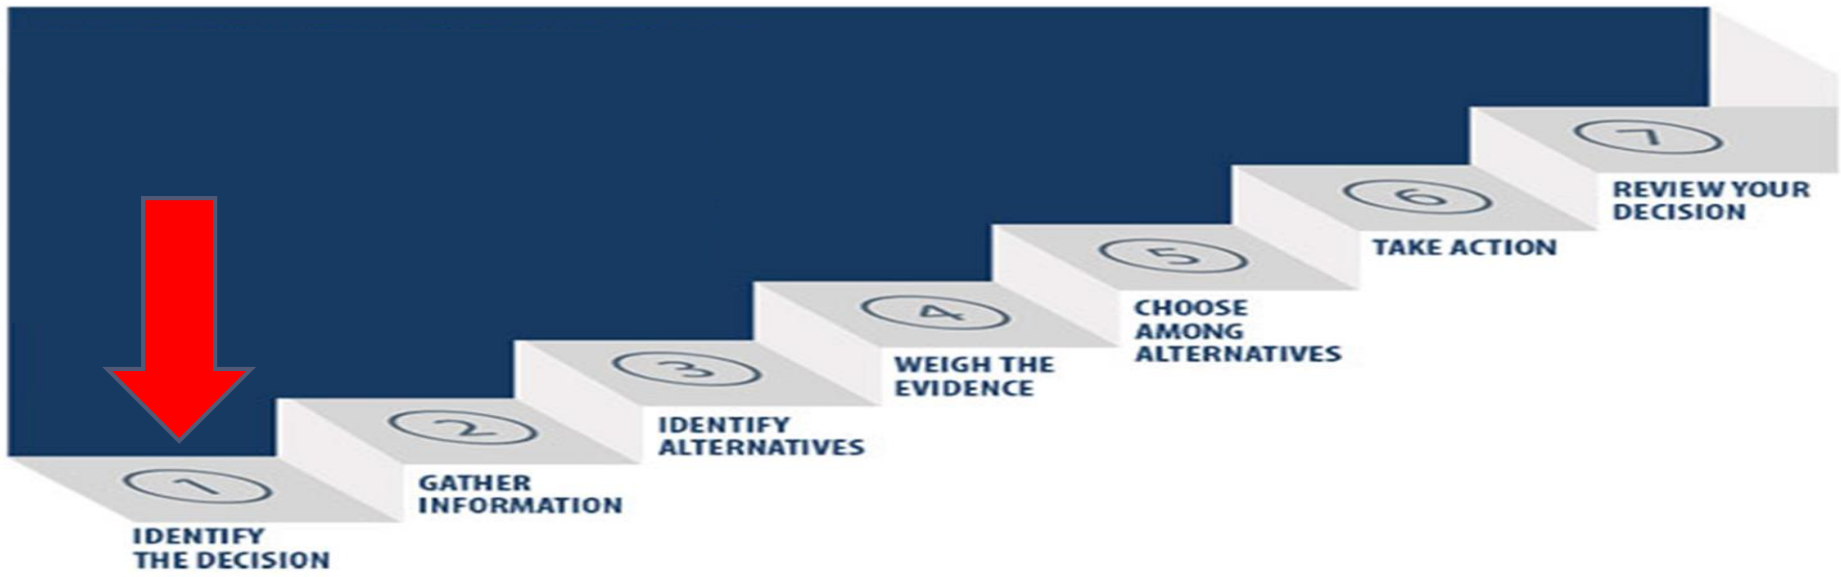 1
IDENTIFY
THE DECISION
2
GATHER
INFORMATION
3
IDENTIFY
ALTERNATIVES
4
WEIGH THE
EVIDENCE
5
CHOOSE
AMONG
ALTERNATIVES
6
TAKE ACTION
7
REVIEW YOUR
DECISION